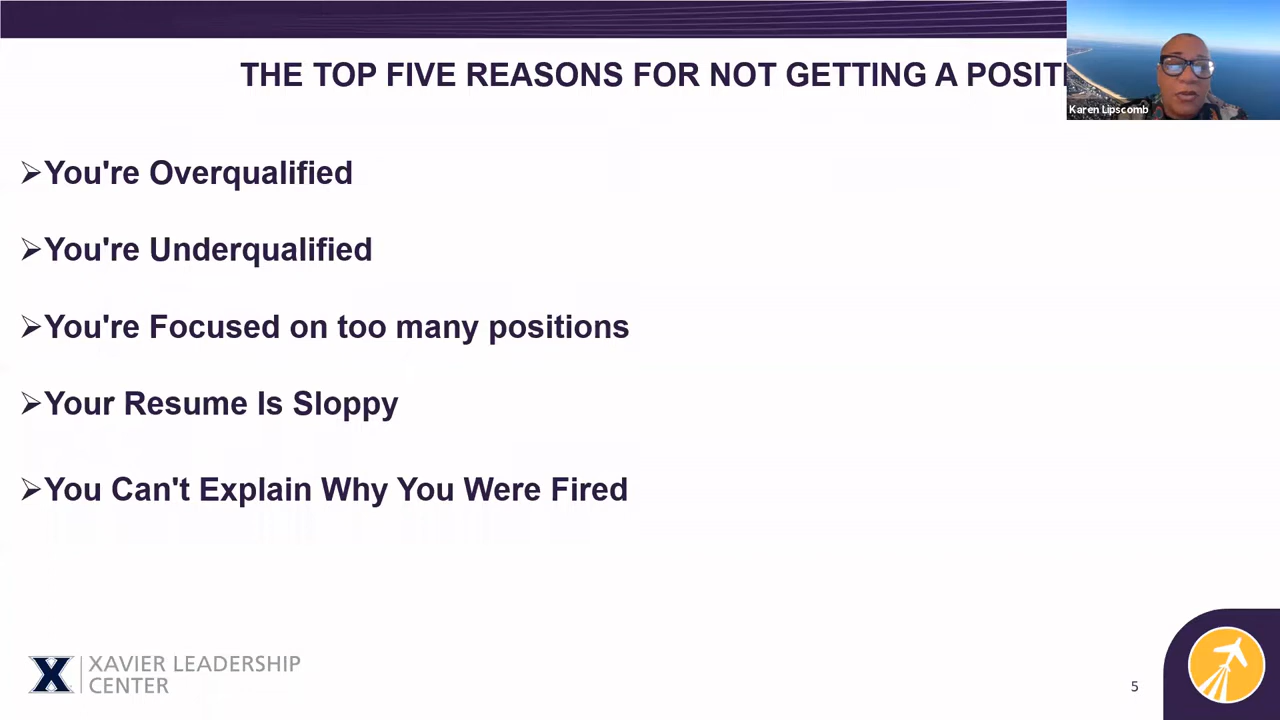 THE TOP FIVE REASONS FOR NOT GETTING A
Karen Lipscomb
➢You're Overqualified
➢You're Underqualified
➢You're Focused on too many positions
➢Your Resume Is Sloppy
➢You Can't Explain Why You Were Fired
X
XAVIER LEADERSHIP
CENTER
5